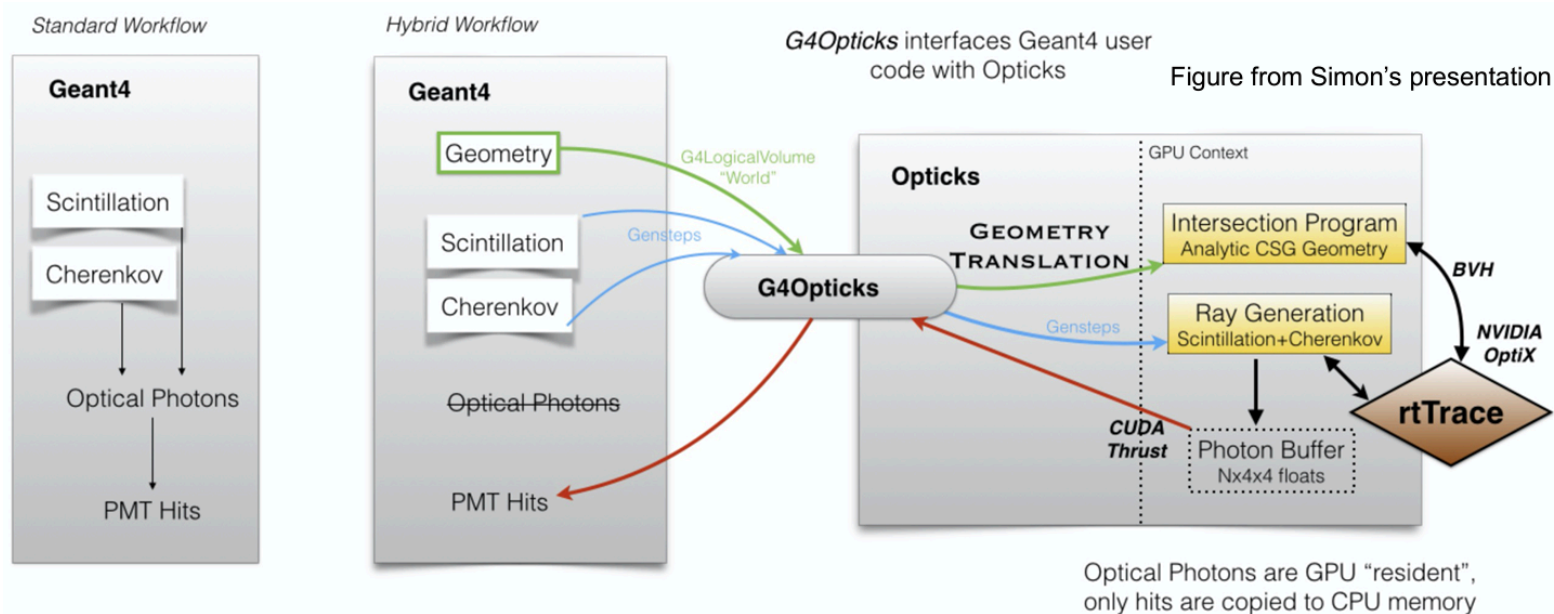 Standard Workflow
Geant4
Scintillation
Cherenkov
Optical Photons
PMT Hits
Hybrid Workflow
Geant4
Geometry
Scintillation
Cherenkov
Optical Photons
PMT Hits
G4LogicalVolume
"World"
Gensteps
G4Opticks interfaces Geant4 user
code with Opticks
Figure from Simon's presentation
G4Opticks
Opticks
GPU Context
GEOMETRY
TRANSLATION
Intersection Program
Analytic CSG Geometry
Gensteps
Ray Generation
Scintillation+Cherenkov
BVH
NVIDIA
OptiX
rtTrace
CUDA
Thrust
Photon Buffer
Nx4x4 floats
Optical Photons are GPU "resident",
only hits are copied to CPU memory